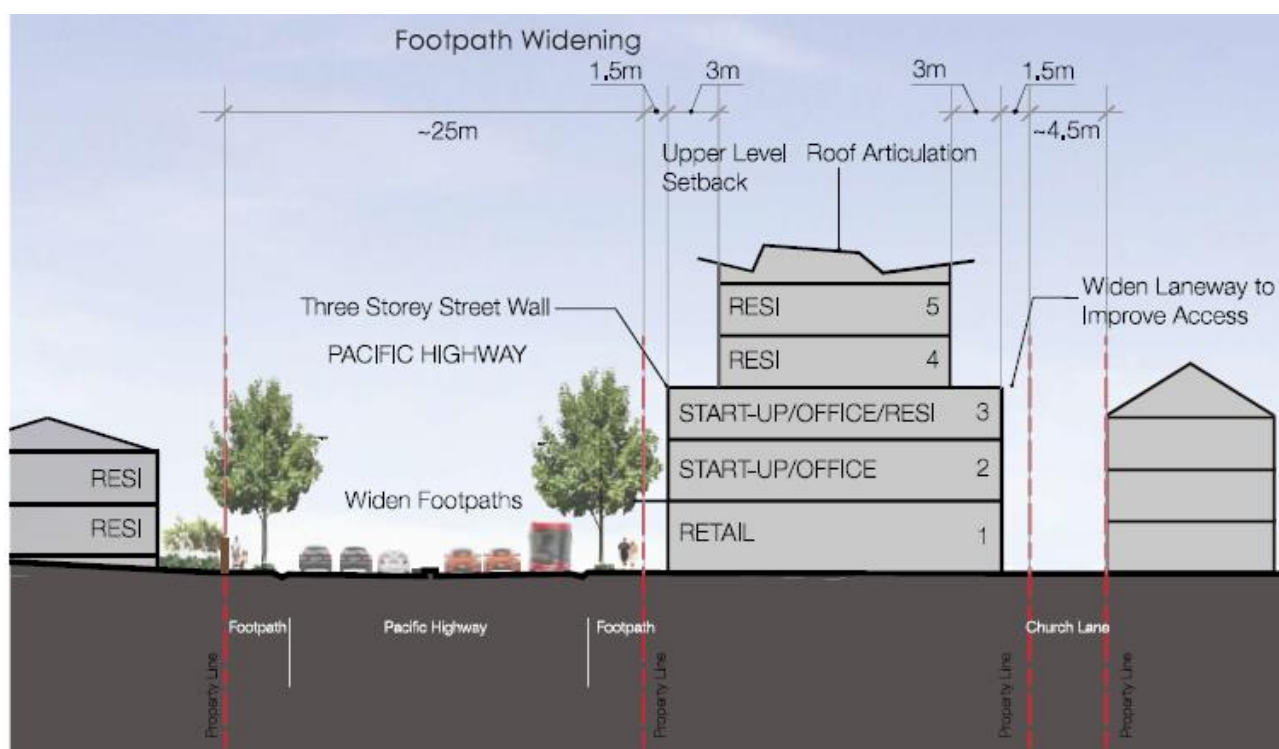 Footpath Widening
1.5m
3m
3m
1.5m
~25m
~4.5m
Upper Level
Setback
Roof Articulation
Three Storey Street Wall
PACIFIC HIGHWAY
Widen Laneway to
Improve Access
RESI 5
RESI 4
START-UP/OFFICE/RESI 3
START-UP/OFFICE 2
RETAIL 1
RESI
RESI
Widen Footpaths
Footpath
Pacific Highway
Footpath
Church Lane
Property Line
Property Line
Property Line
Property Line